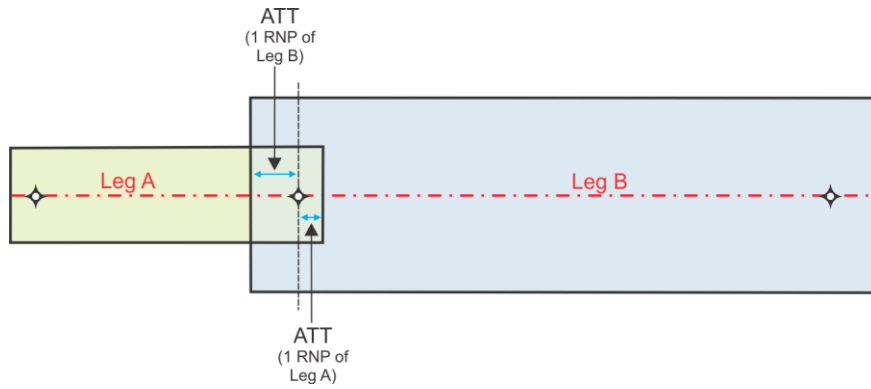 ATT
(1 RNP of
Leg B)
Leg A
Leg B
ATT
(1 RNP of
Leg A)